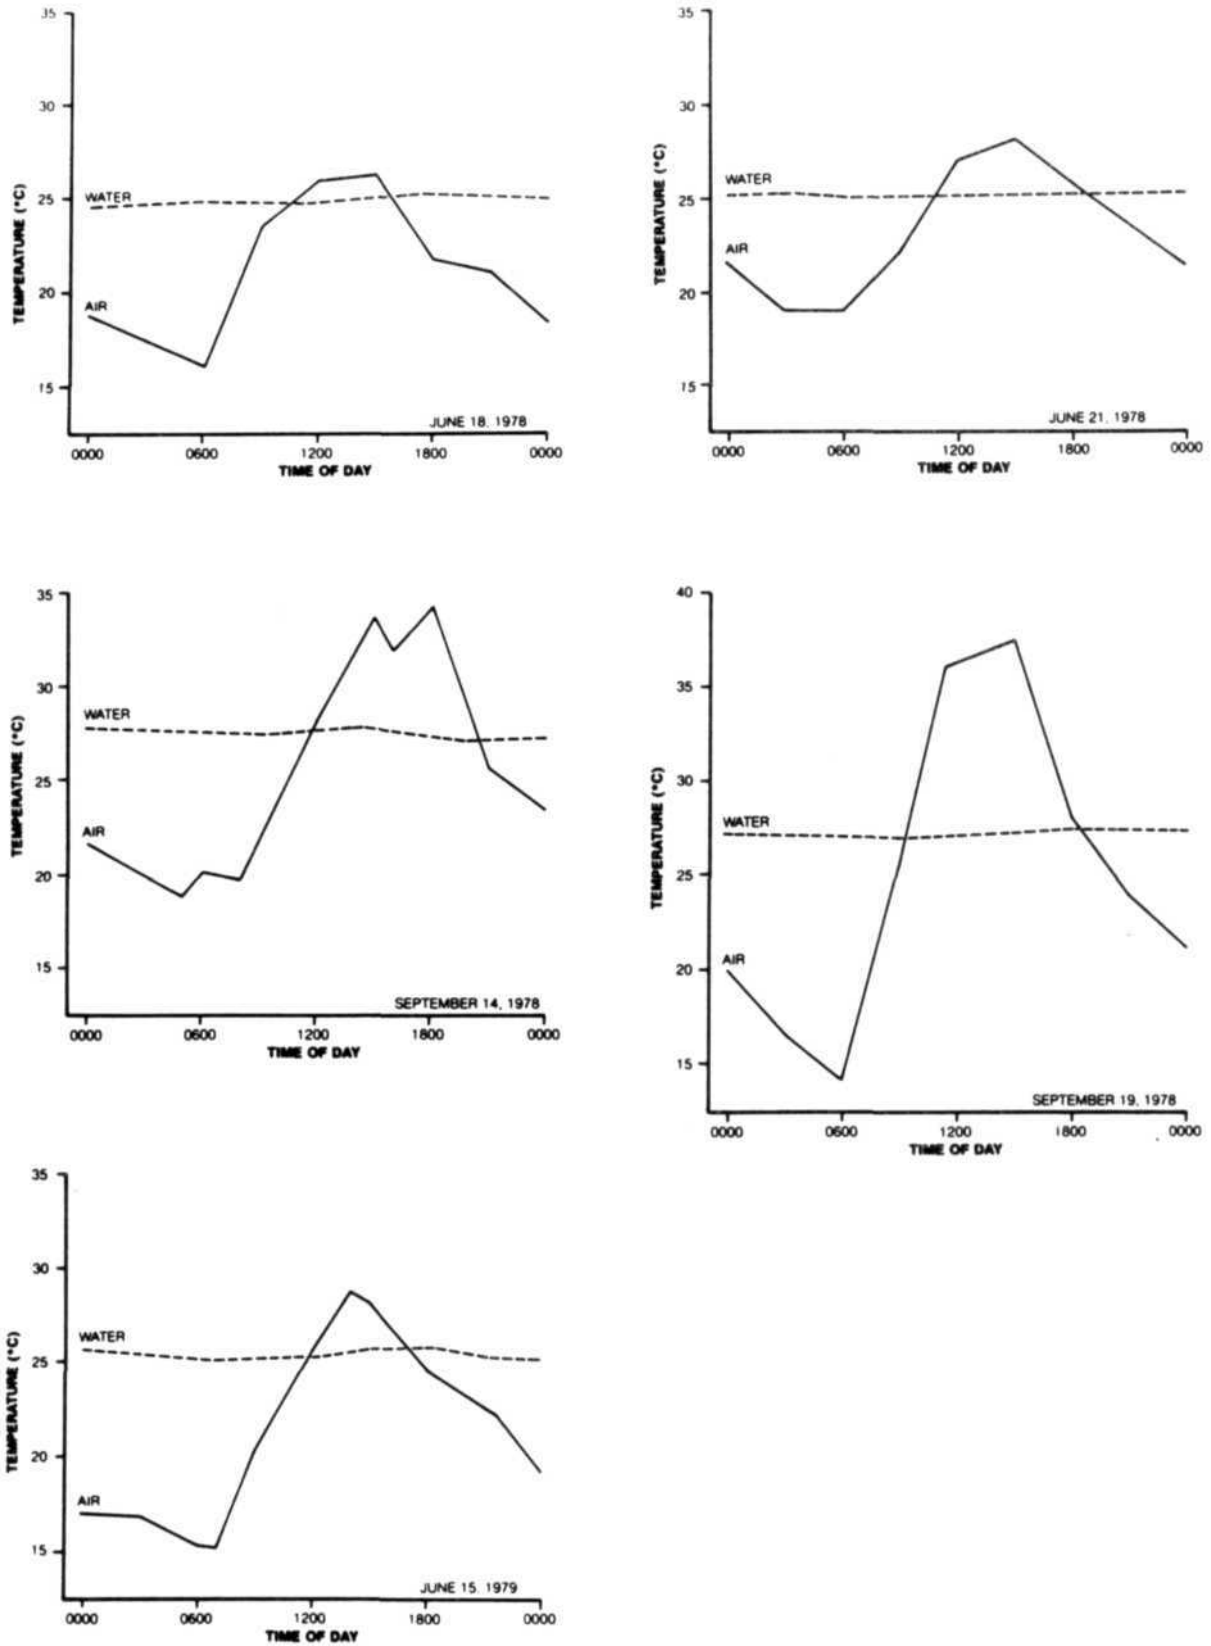 35
30
25
20
15
TEMPERATURE (°C)
WATER
AIR
JUNE 18, 1978
0000 0600 1200 1800 0000
TIME OF DAY
35
30
25
20
15
TEMPERATURE (°C)
WATER
AIR
JUNE 21, 1978
0000 0600 1200 1800 0000
TIME OF DAY
35
30
25
20
15
TEMPERATURE (°C)
WATER
AIR
SEPTEMBER 14, 1978
0000 0600 1200 1800 0000
TIME OF DAY
40
35
30
25
20
15
TEMPERATURE (°C)
WATER
AIR
SEPTEMBER 19, 1978
0000 0600 1200 1800 0000
TIME OF DAY
35
30
25
20
15
TEMPERATURE (°C)
WATER
AIR
JUNE 15, 1979
0000 0600 1200 1800 0000
TIME OF DAY